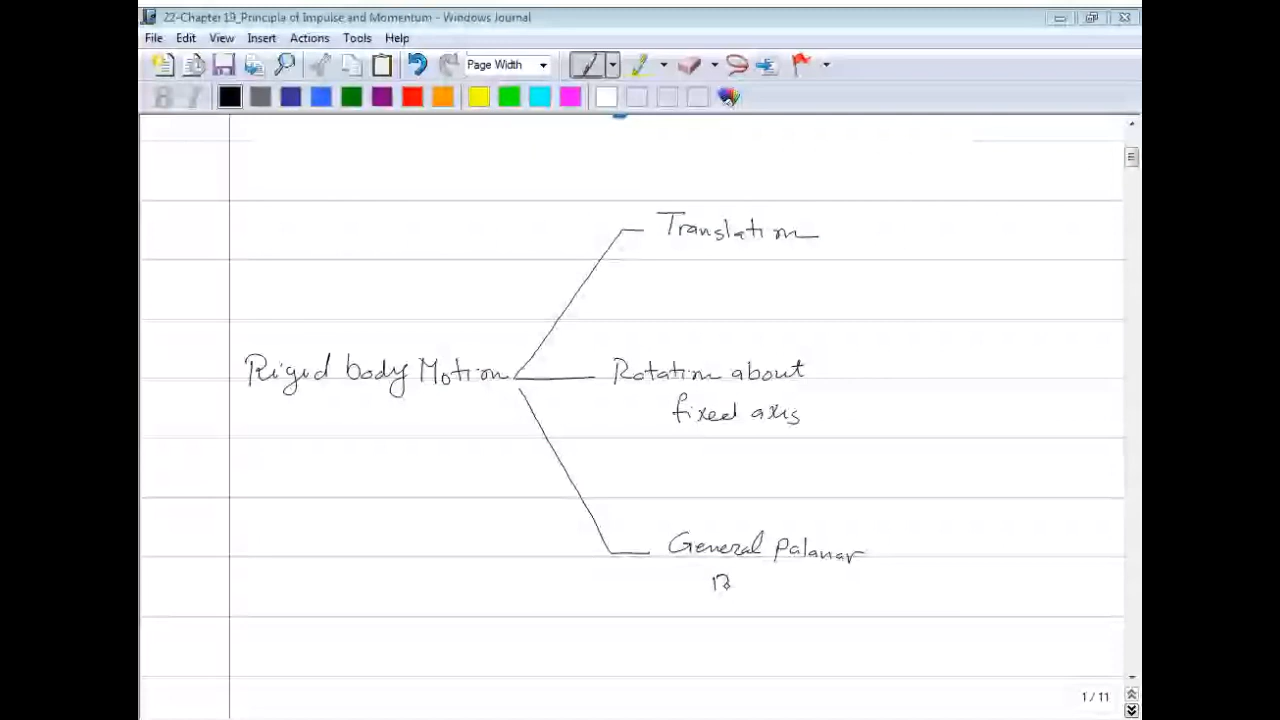 22-Chapter 19_Principla of Impulse and Momentum - Windows Journal
File Edit View Insert Actions Tools Help
Page Width
B I
Translation
Rigid body Motion
Rotation about
fixed axis
General palanar
1 / 11